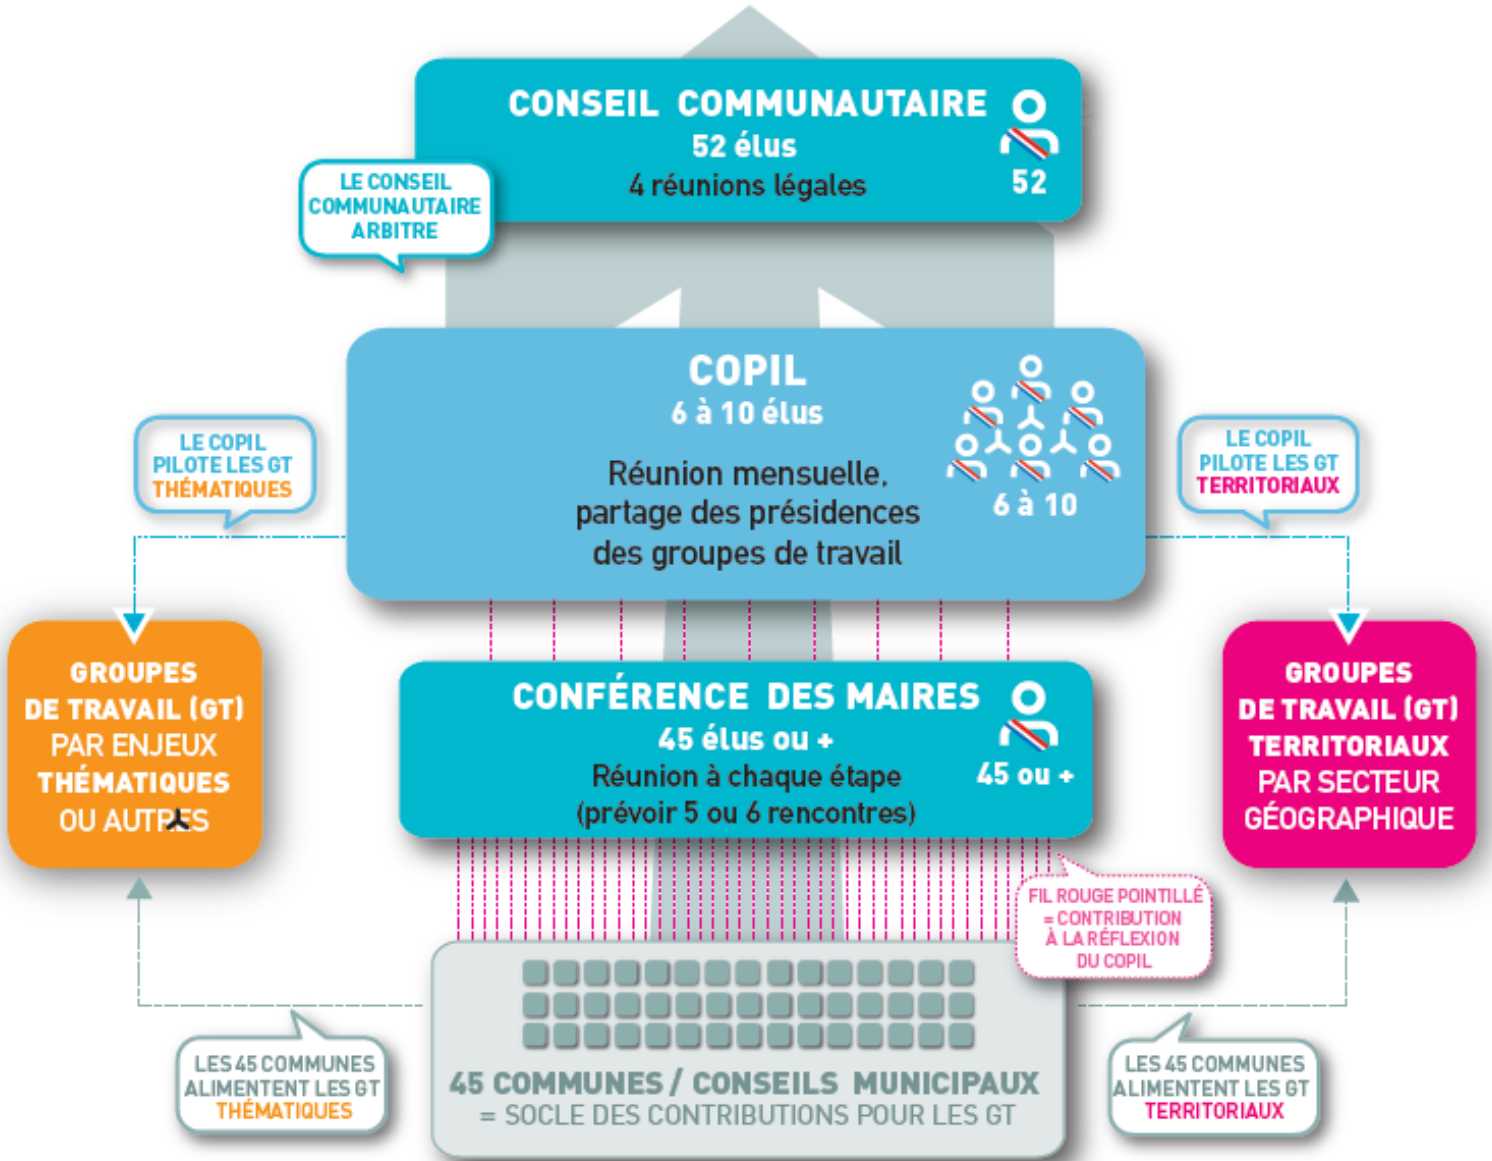 CONSEIL COMMUNAUTAIRE
52 élus
4 réunions légales
52
LE CONSEIL
COMMUNAUTAIRE
ARBITRE
COPIL
6 à 10 élus
Réunion mensuelle,
partage des présidences
des groupes de travail
6 à 10
LE COPIL
PILOTE LES GT
THÉMATIQUES
LE COPIL
PILOTE LES GT
TERRITORIAUX
GROUPES
DE TRAVAIL (GT)
PAR ENJEUX
THÉMATIQUES
OU AUTRES
CONFÉRENCE DES MAIRES
45 élus ou +
Réunion à chaque étape
(prévoir 5 ou 6 rencontres)
45 ou +
GROUPES
DE TRAVAIL (GT)
TERRITORIAUX
PAR SECTEUR
GÉOGRAPHIQUE
FIL ROUGE POINTILLÉ
= CONTRIBUTION
À LA RÉFLEXION
DU COPIL
LES 45 COMMUNES
ALIMENTENT LES GT
THÉMATIQUES
45 COMMUNES / CONSEILS MUNICIPAUX
= SOCLE DES CONTRIBUTIONS POUR LES GT
LES 45 COMMUNES
ALIMENTENT LES GT
TERRITORIAUX